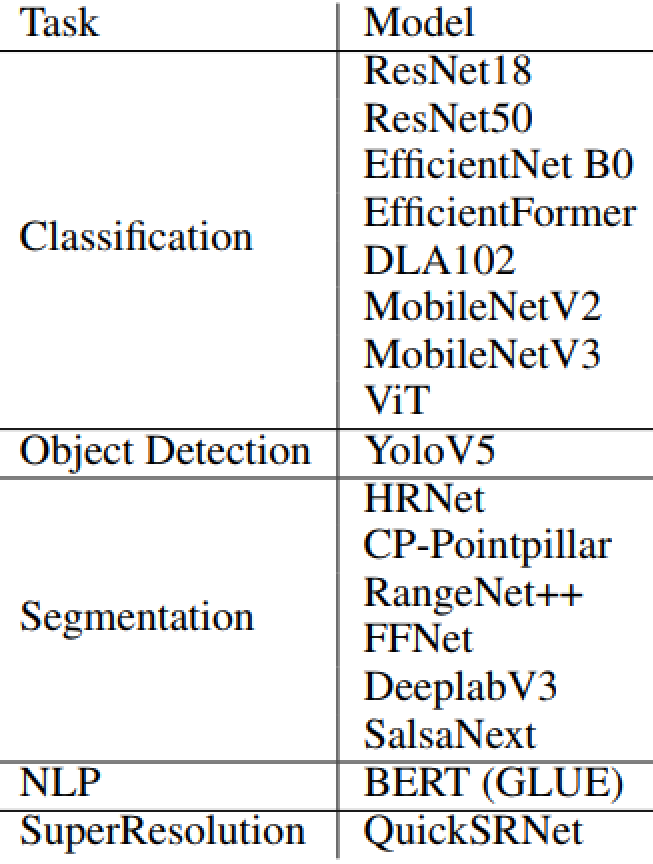 Task Model
Classification ResNet18
ResNet50
EfficientNet B0
EfficientFormer
DLA102
MobileNetV2
MobileNetV3
ViT
Object Detection YoloV5
Segmentation HRNet
CP-Pointpillar
RangeNet++
FFNet
DeeplabV3
SalsaNext
NLP BERT (GLUE)
SuperResolution QuickSRNet